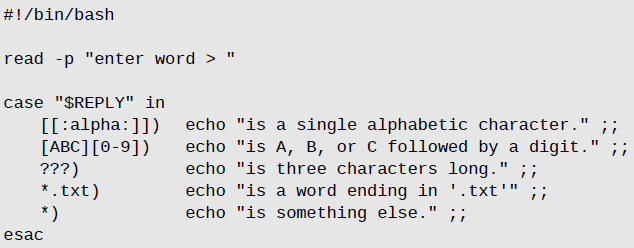 #!/bin/bash
read -p "enter word > "
case "$REPLY" in
    [[:alpha:]])  echo "is a single alphabetic character." ;;
    [ABC][0-9])   echo "is A, B, or C followed by a digit." ;;
    ???)          echo "is three characters long." ;;
    *.txt)        echo "is a word ending in '.txt'" ;;
    *)            echo "is something else." ;;
esac